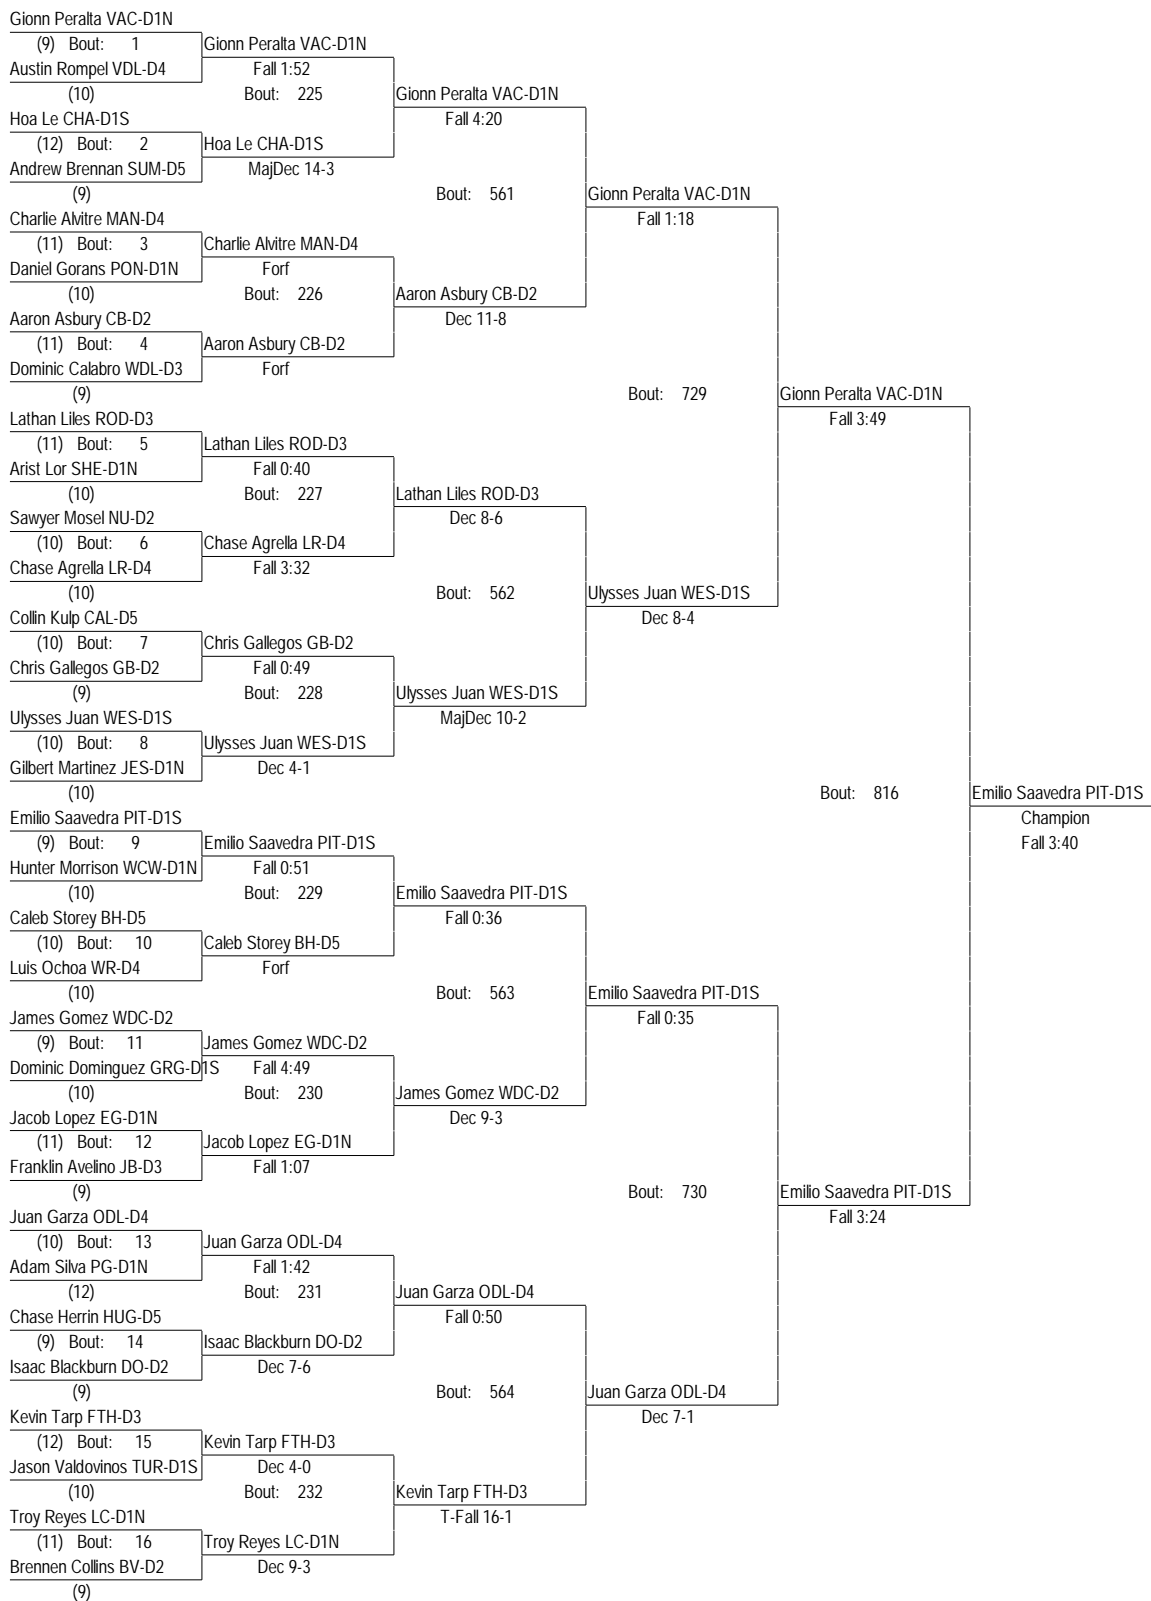 Gionn Peralta VAC-D1N
(9) Bout: 1 Gionn Peralta VAC-D1N
Austin Rompel VDL-D4 Fall 1:52
(10) Bout: 225 Gionn Peralta VAC-D1N
Hoa Le CHA-D1S Fall 4:20
(12) Bout: 2 Hoa Le CHA-D1S
Andrew Brennan SUM-D5 MajDec 14-3
(9) Bout: 561 Gionn Peralta VAC-D1N
Charlie Alvitre MAN-D4 Fall 1:18
(11) Bout: 3 Charlie Alvitre MAN-D4
Daniel Gorans PON-D1N Forf
(10) Bout: 226 Aaron Asbury CB-D2
Aaron Asbury CB-D2 Dec 11-8
(11) Bout: 4 Aaron Asbury CB-D2
Dominic Calabro WDL-D3 Forf
(9) Bout: 729 Gionn Peralta VAC-D1N
Lathan Liles ROD-D3 Fall 3:49
(11) Bout: 5 Lathan Liles ROD-D3
Arist Lor SHE-D1N Fall 0:40
(10) Bout: 227 Lathan Liles ROD-D3
Sawyer Mosel NU-D2 Dec 8-6
(10) Bout: 6 Chase Agrella LR-D4
Chase Agrella LR-D4 Fall 3:32
(10) Bout: 562 Ulysses Juan WES-D1S
Collin Kulp CAL-D5 Dec 8-4
(10) Bout: 7 Chris Gallegos GB-D2
Chris Gallegos GB-D2 Fall 0:49
(9) Bout: 228 Ulysses Juan WES-D1S
Ulysses Juan WES-D1S MajDec 10-2
(10) Bout: 8 Ulysses Juan WES-D1S
Gilbert Martinez JES-D1N Dec 4-1
(10) Bout: 816 Emilio Saavedra PIT-D1S
Emilio Saavedra PIT-D1S Champion
(9) Bout: 9 Emilio Saavedra PIT-D1S Fall 3:40
Hunter Morrison WCW-D1N Fall 0:51
(10) Bout: 229 Emilio Saavedra PIT-D1S
Caleb Storey BH-D5 Fall 0:36
(10) Bout: 10 Caleb Storey BH-D5
Luis Ochoa WR-D4 Forf
(10) Bout: 563 Emilio Saavedra PIT-D1S
James Gomez WDC-D2 Fall 0:35
(9) Bout: 11 James Gomez WDC-D2
Dominic Dominguez GRG-D1S Fall 4:49
(10) Bout: 230 James Gomez WDC-D2
Jacob Lopez EG-D1N Dec 9-3
(11) Bout: 12 Jacob Lopez EG-D1N
Franklin Avelino JB-D3 Fall 1:07
(9) Bout: 730 Emilio Saavedra PIT-D1S
Juan Garza ODL-D4 Fall 3:24
(10) Bout: 13 Juan Garza ODL-D4
Adam Silva PG-D1N Fall 1:42
(12) Bout: 231 Juan Garza ODL-D4
Chase Herrin HUG-D5 Fall 0:50
(9) Bout: 14 Isaac Blackburn DO-D2
Isaac Blackburn DO-D2 Dec 7-6
(9) Bout: 564 Juan Garza ODL-D4
Kevin Tarp FTH-D3 Dec 7-1
(12) Bout: 15 Kevin Tarp FTH-D3
Jason Valdovinos TUR-D1S Dec 4-0
(10) Bout: 232 Kevin Tarp FTH-D3
Troy Reyes LC-D1N T-Fall 16-1
(11) Bout: 16 Troy Reyes LC-D1N
Brennen Collins BV-D2 Dec 9-3
(9)